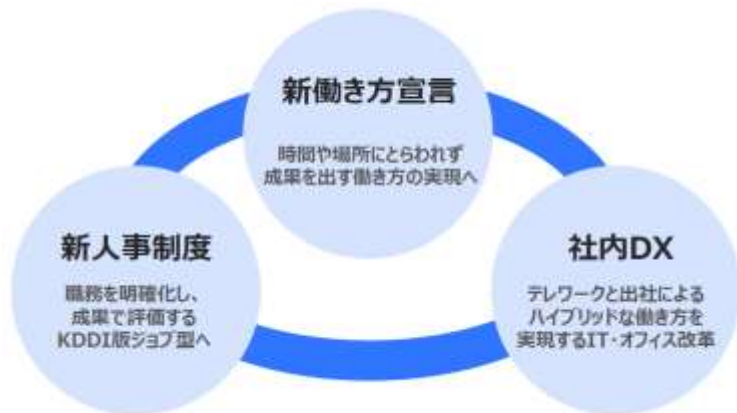 新働き方宣言
時間や場所にとらわれず
成果を出す働き方の実現へ
新人事制度
職務を明確化し、
成果で評価する
KDDI版ジョブ型へ
社内DX
テレワークと出社による
ハイブリッドな働き方を
実現するIT・オフィス改革